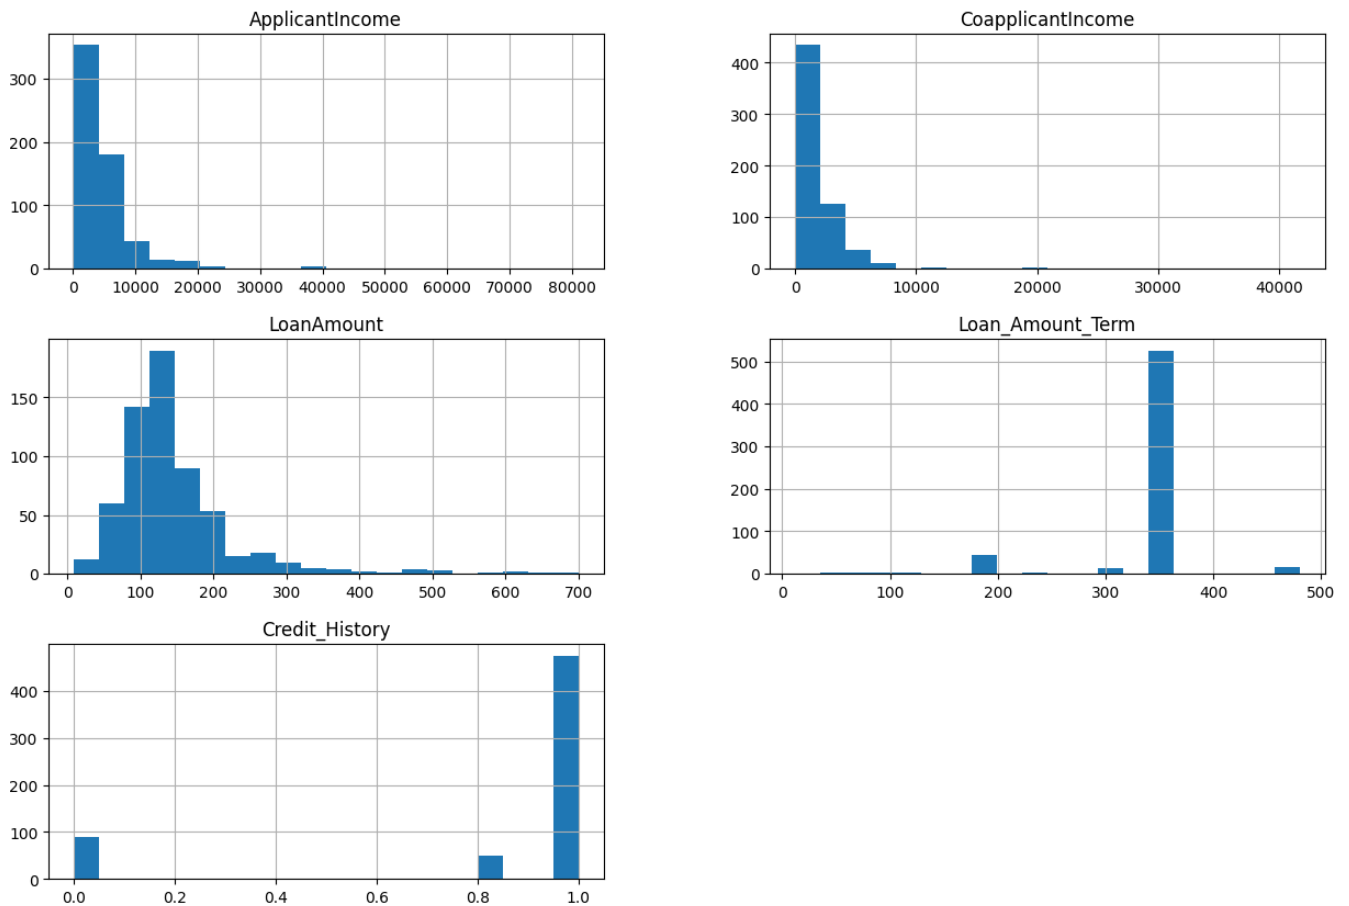 ApplicantIncome
300
200
100
0
0 10000 20000 30000 40000 50000 60000 70000 80000
CoapplicantIncome
400
300
200
100
0
0 10000 20000 30000 40000
LoanAmount
150
100
50
0
0 100 200 300 400 500 600 700
Loan_Amount_Term
500
400
300
200
100
0
0 100 200 300 400 500
Credit_History
400
300
200
100
0
0.0 0.2 0.4 0.6 0.8 1.0